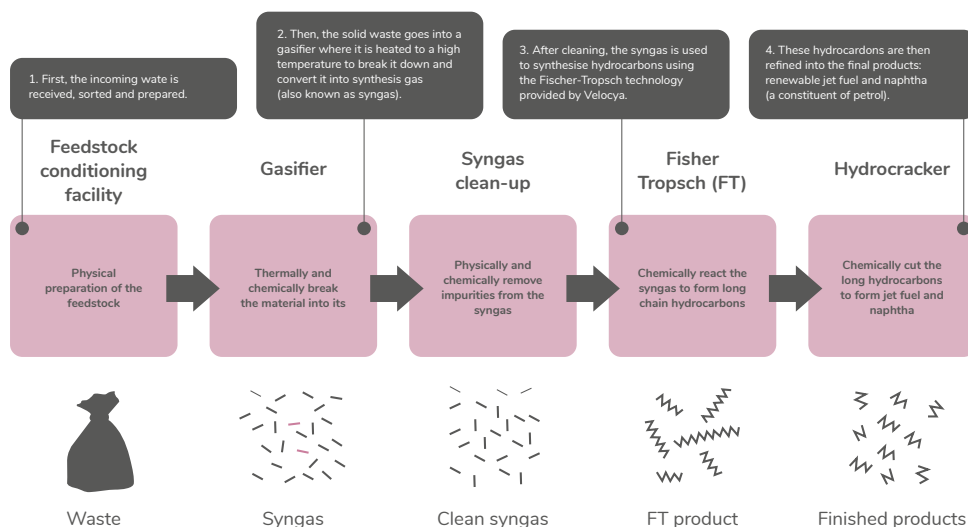 1. First, the incoming wate is
received, sorted and prepared.
2. Then, the solid waste goes into a
gasifier where it is heated to a high
temperature to break it down and
convert it into synthesis gas
(also known as syngas).
3. After cleaning, the syngas is used
to synthesise hydrocarbons using
the Fischer-Tropsch technology
provided by Velocya.
4. These hydrocardons are then
refined into the final products:
renewable jet fuel and naphtha
(a constituent of petrol).
Feedstock
conditioning
facility
Gasifier
Syngas
clean-up
Fisher
Tropsch (FT)
Hydrocracker
Physical
preparation of the
feedstock
Thermally and
chemically break
the material into its
Physically and
chemically remove
impurities from the
syngas
Chemically react the
syngas to form long
chain hydrocarbons
Chemically cut the
long hydrocarbons
to form jet fuel and
naphtha
Waste
Syngas
Clean syngas
FT product
Finished products